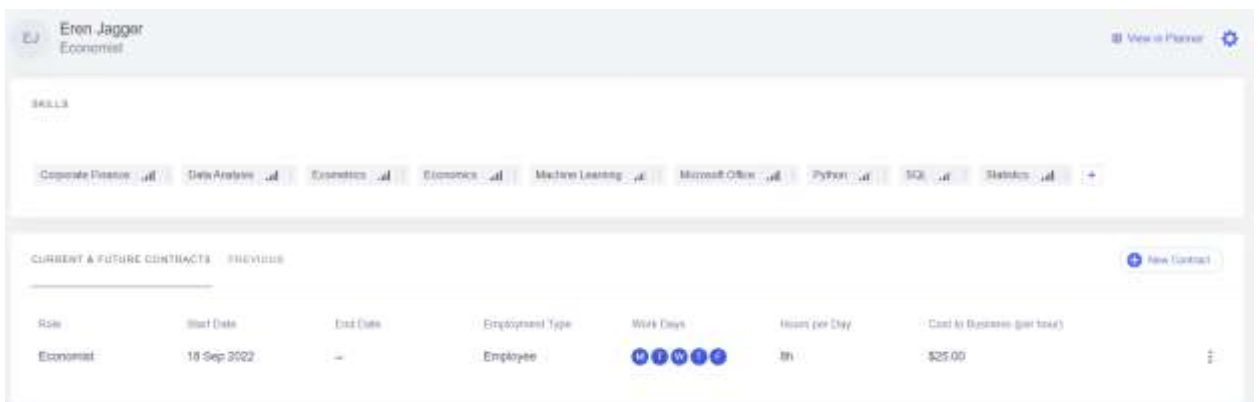 EJ
Eren Jagger
Economist
View in Planner
SKILLS
Corporate Finance
Data Analysis
Economics
Machine Learning
Microsoft Office
Python
SQL
Statistics
+
CURRENT & FUTURE CONTRACTS PREVIOUS
New Contract
Role Start Date End Date Employment Type Work Days Hours per Day Cost to Business (per hour)
Economist 18 Sep 2022 – Employee M T W T F 8h $25.00